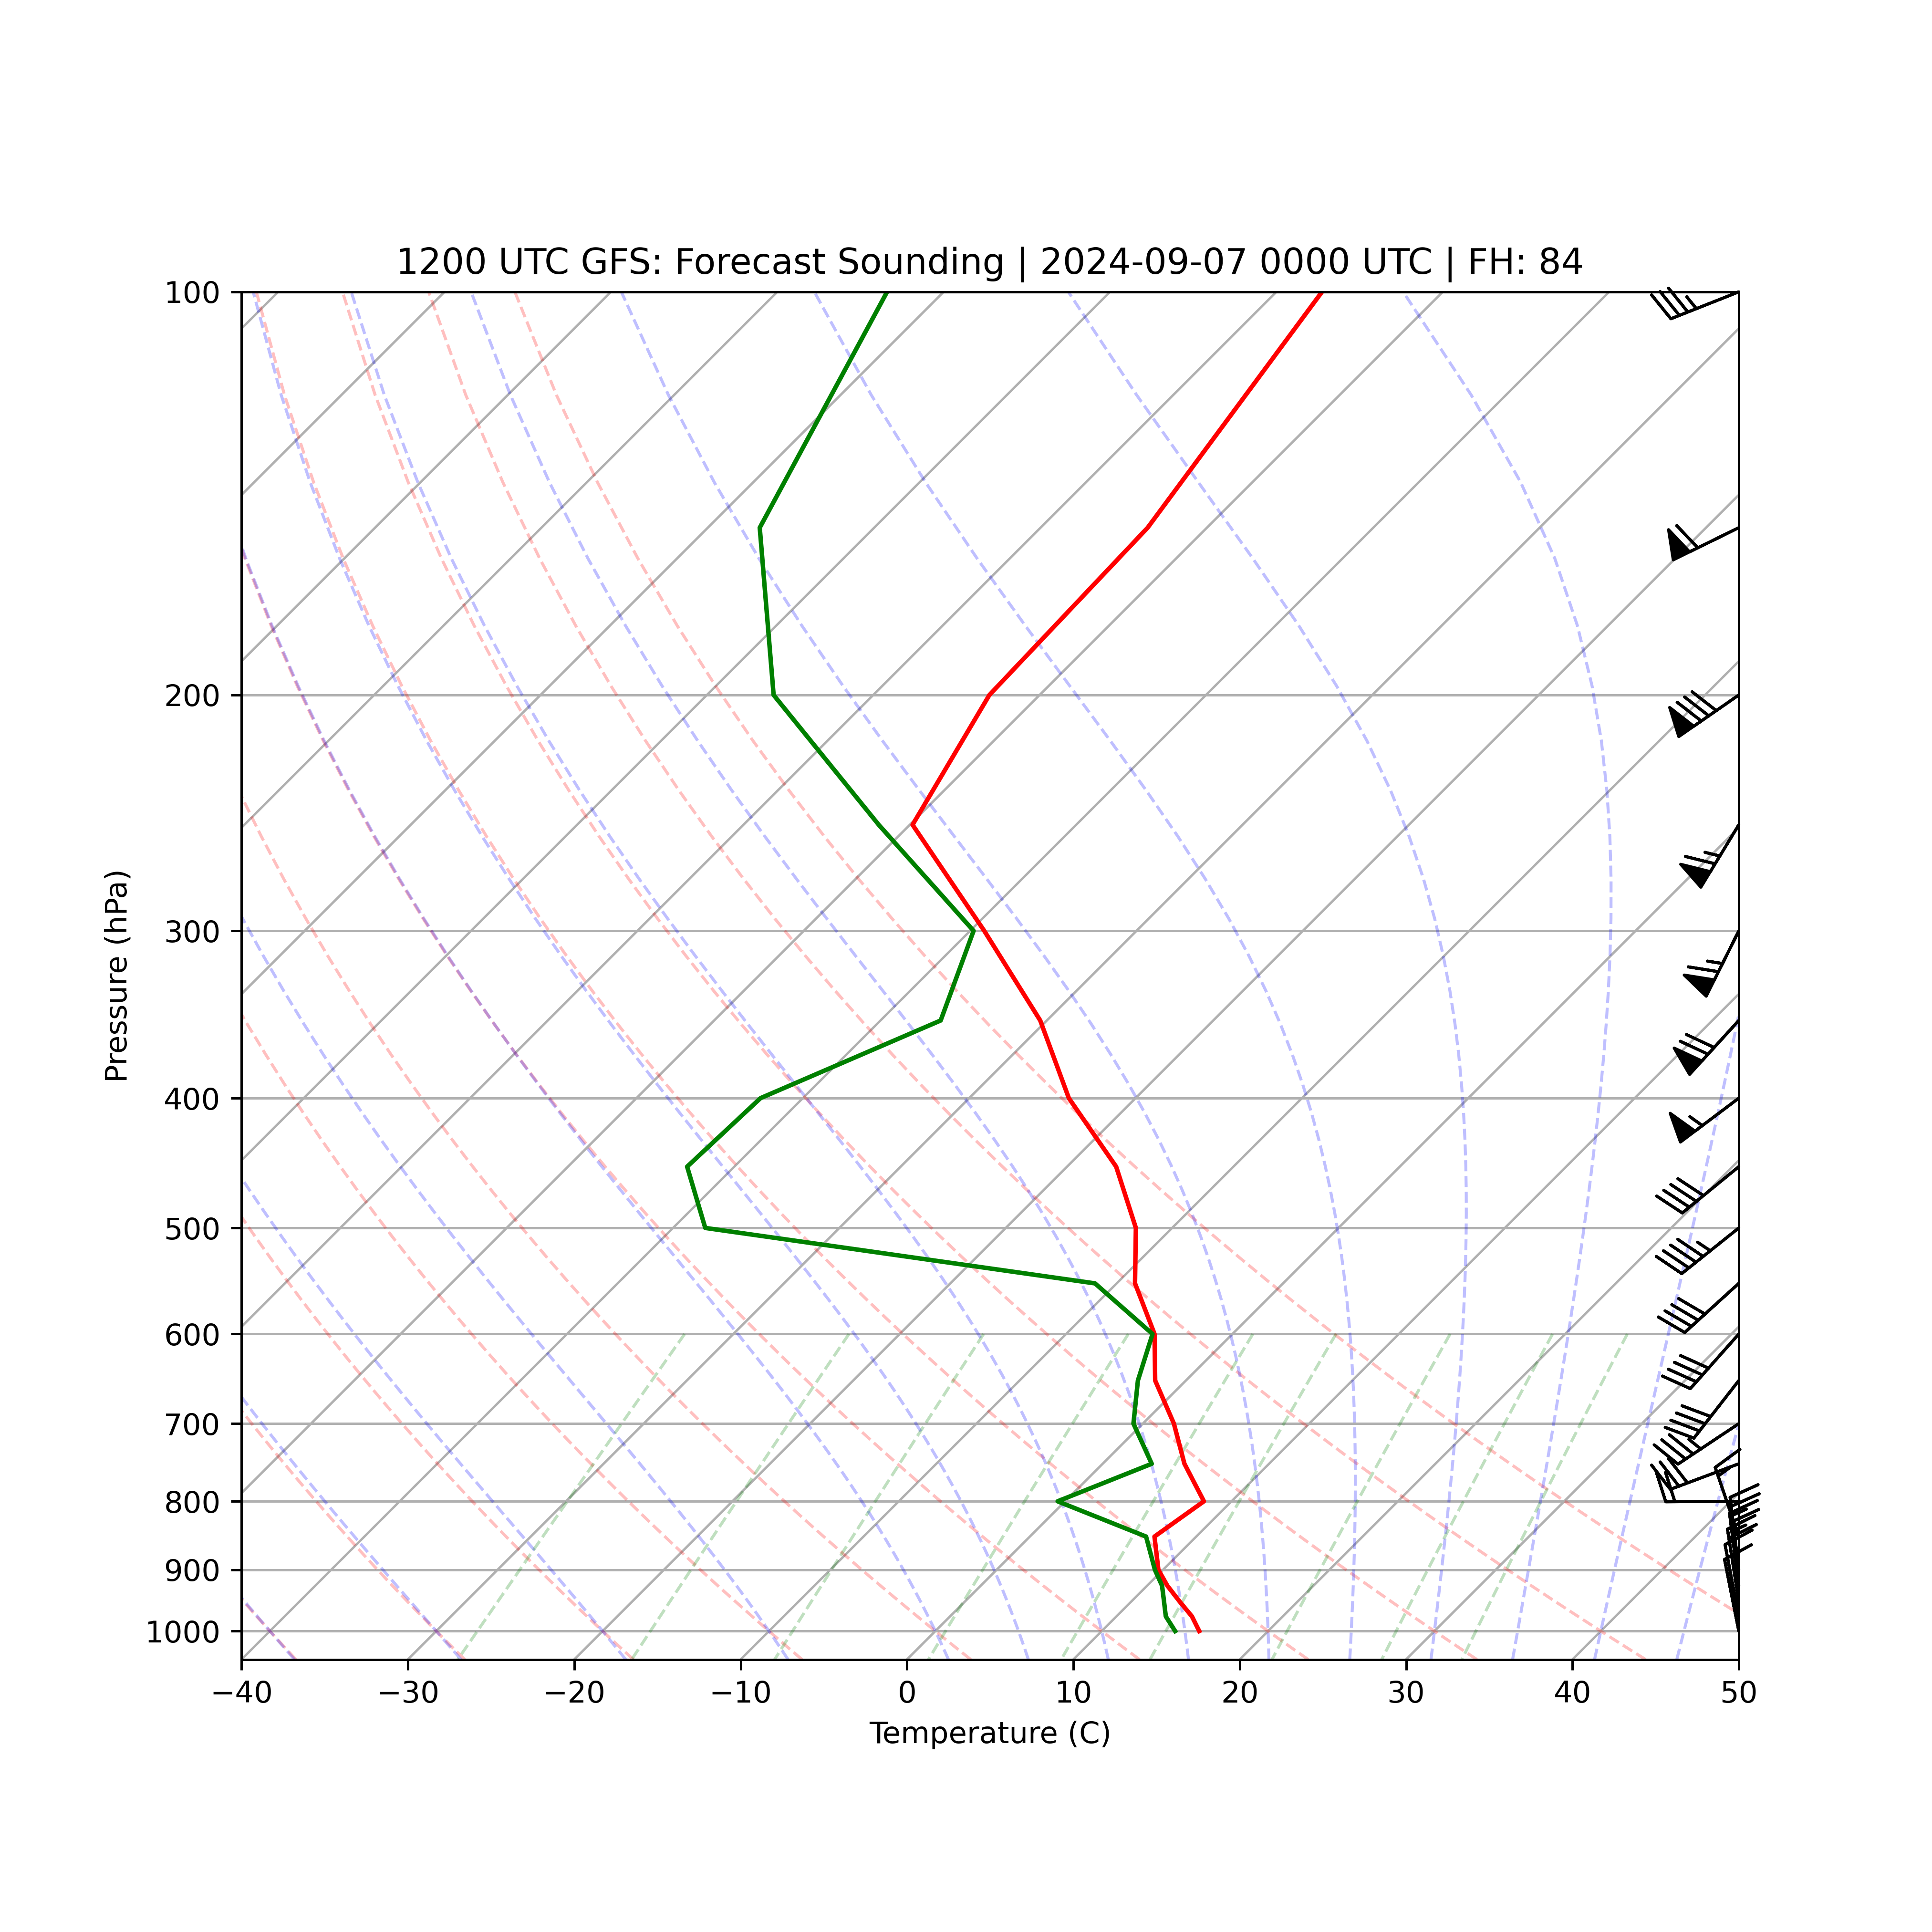 1200 UTC GFS: Forecast Sounding | 2024-09-07 0000 UTC | FH: 84
100
200
300
400
500
600
700
800
900
1000
Pressure (hPa)
−40 −30 −20 −10 0 10 20 30 40 50
Temperature (C)